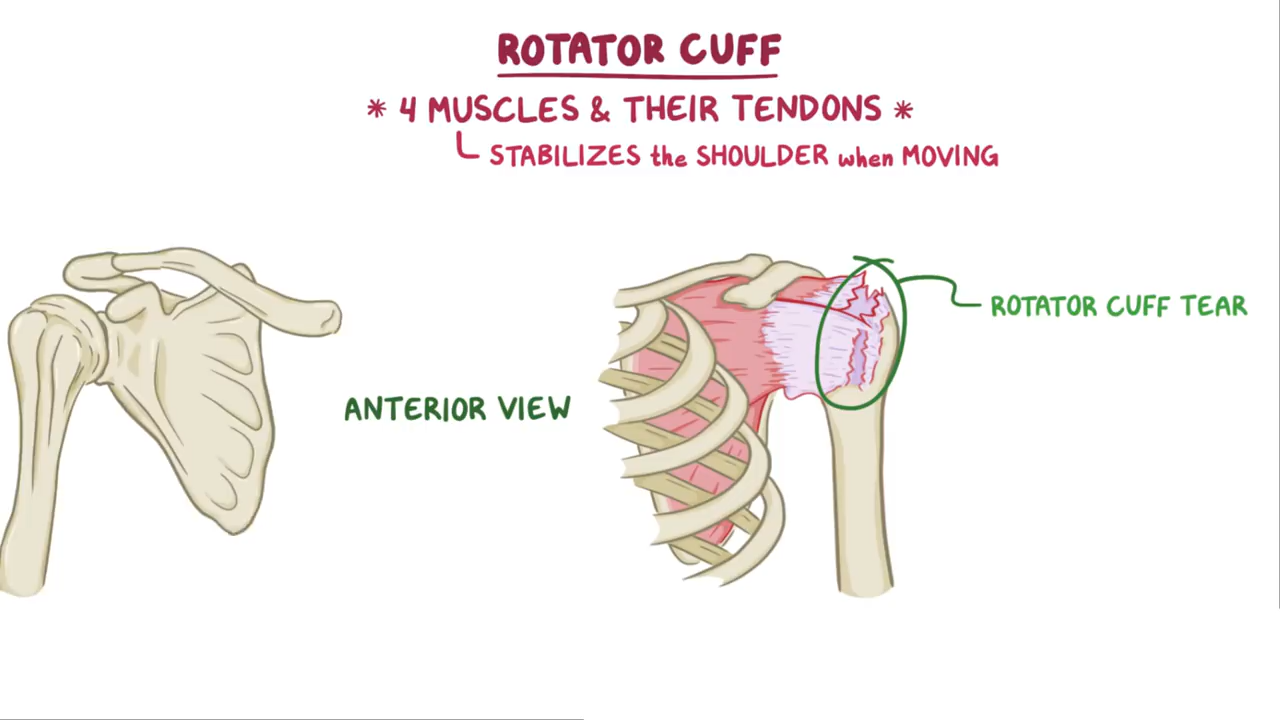 ROTATOR CUFF
* 4 MUSCLES & THEIR TENDONS *
STABILIZES the SHOULDER when MOVING
ROTATOR CUFF TEAR
ANTERIOR VIEW